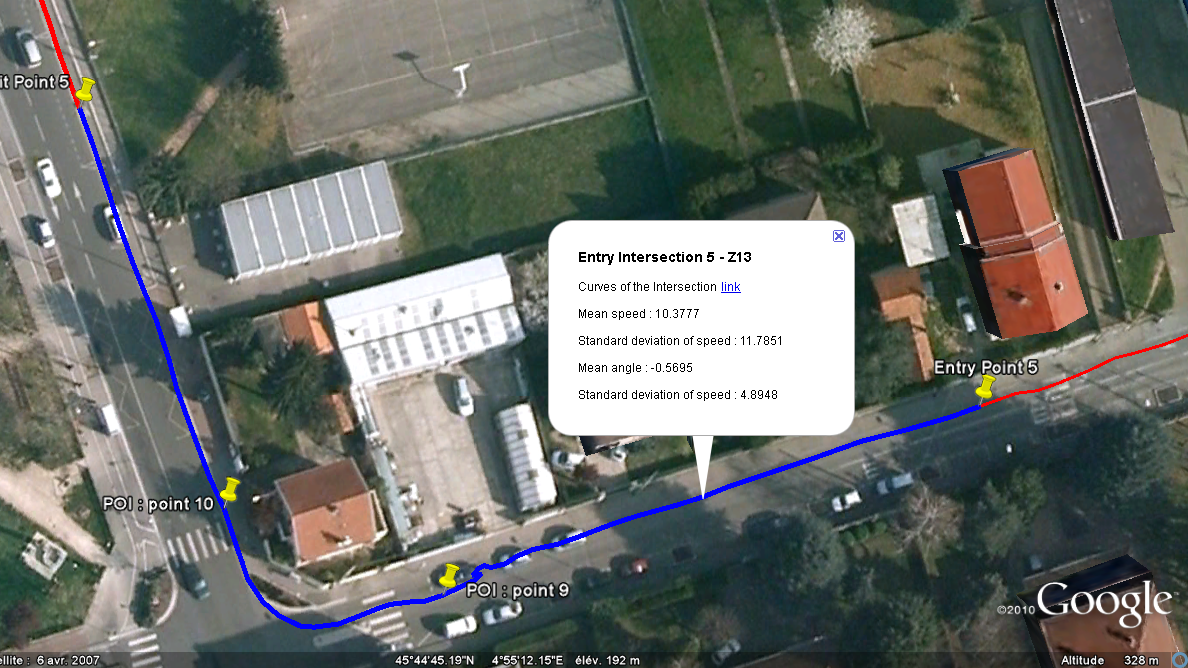 it Point 5
Entry Intersection 5 - Z13
Curves of the Intersection link
Mean speed : 10.3777
Standard deviation of speed : 11.7851
Mean angle : -0.5695
Standard deviation of speed : 4.8948
Entry Point 5
POI : point 10
POI : point 9
©2010 Google™
ellite : 6 avr. 2007 45°44'45.19"N 4°55'12.15"E élév. 192 m Altitude 328 m